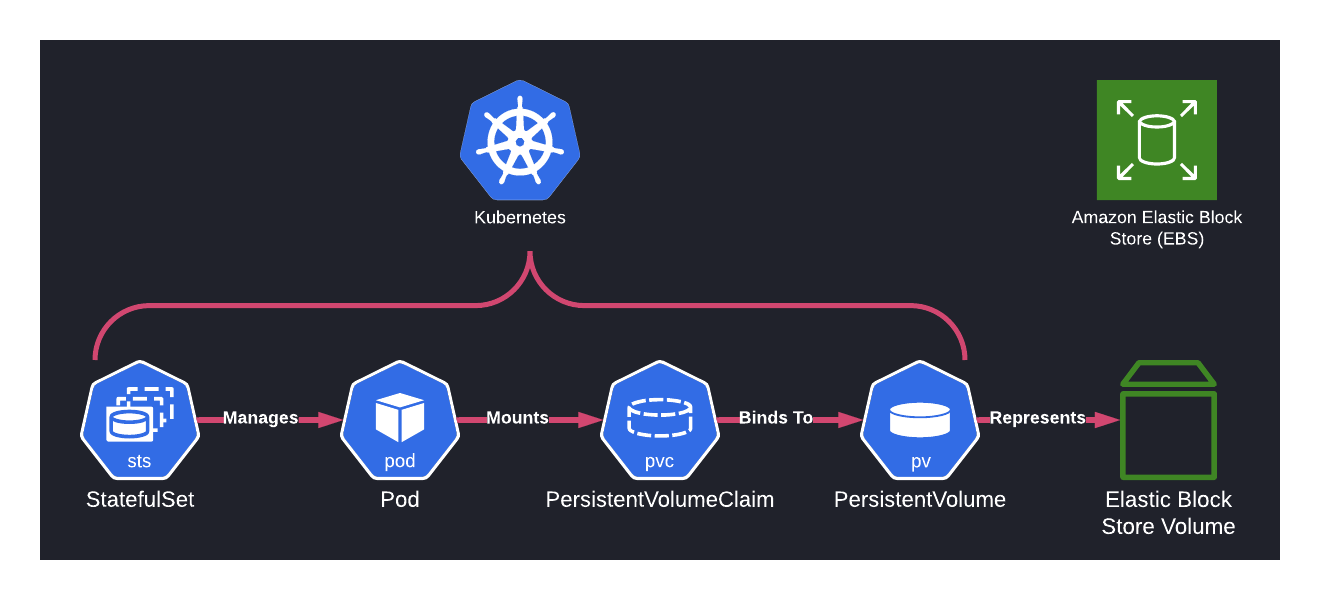 Kubernetes
Amazon Elastic Block
Store (EBS)
Manages
Mounts
Binds To
Represents
sts
pod
pvc
pv
StatefulSet
Pod
PersistentVolumeClaim
PersistentVolume
Elastic Block
Store Volume